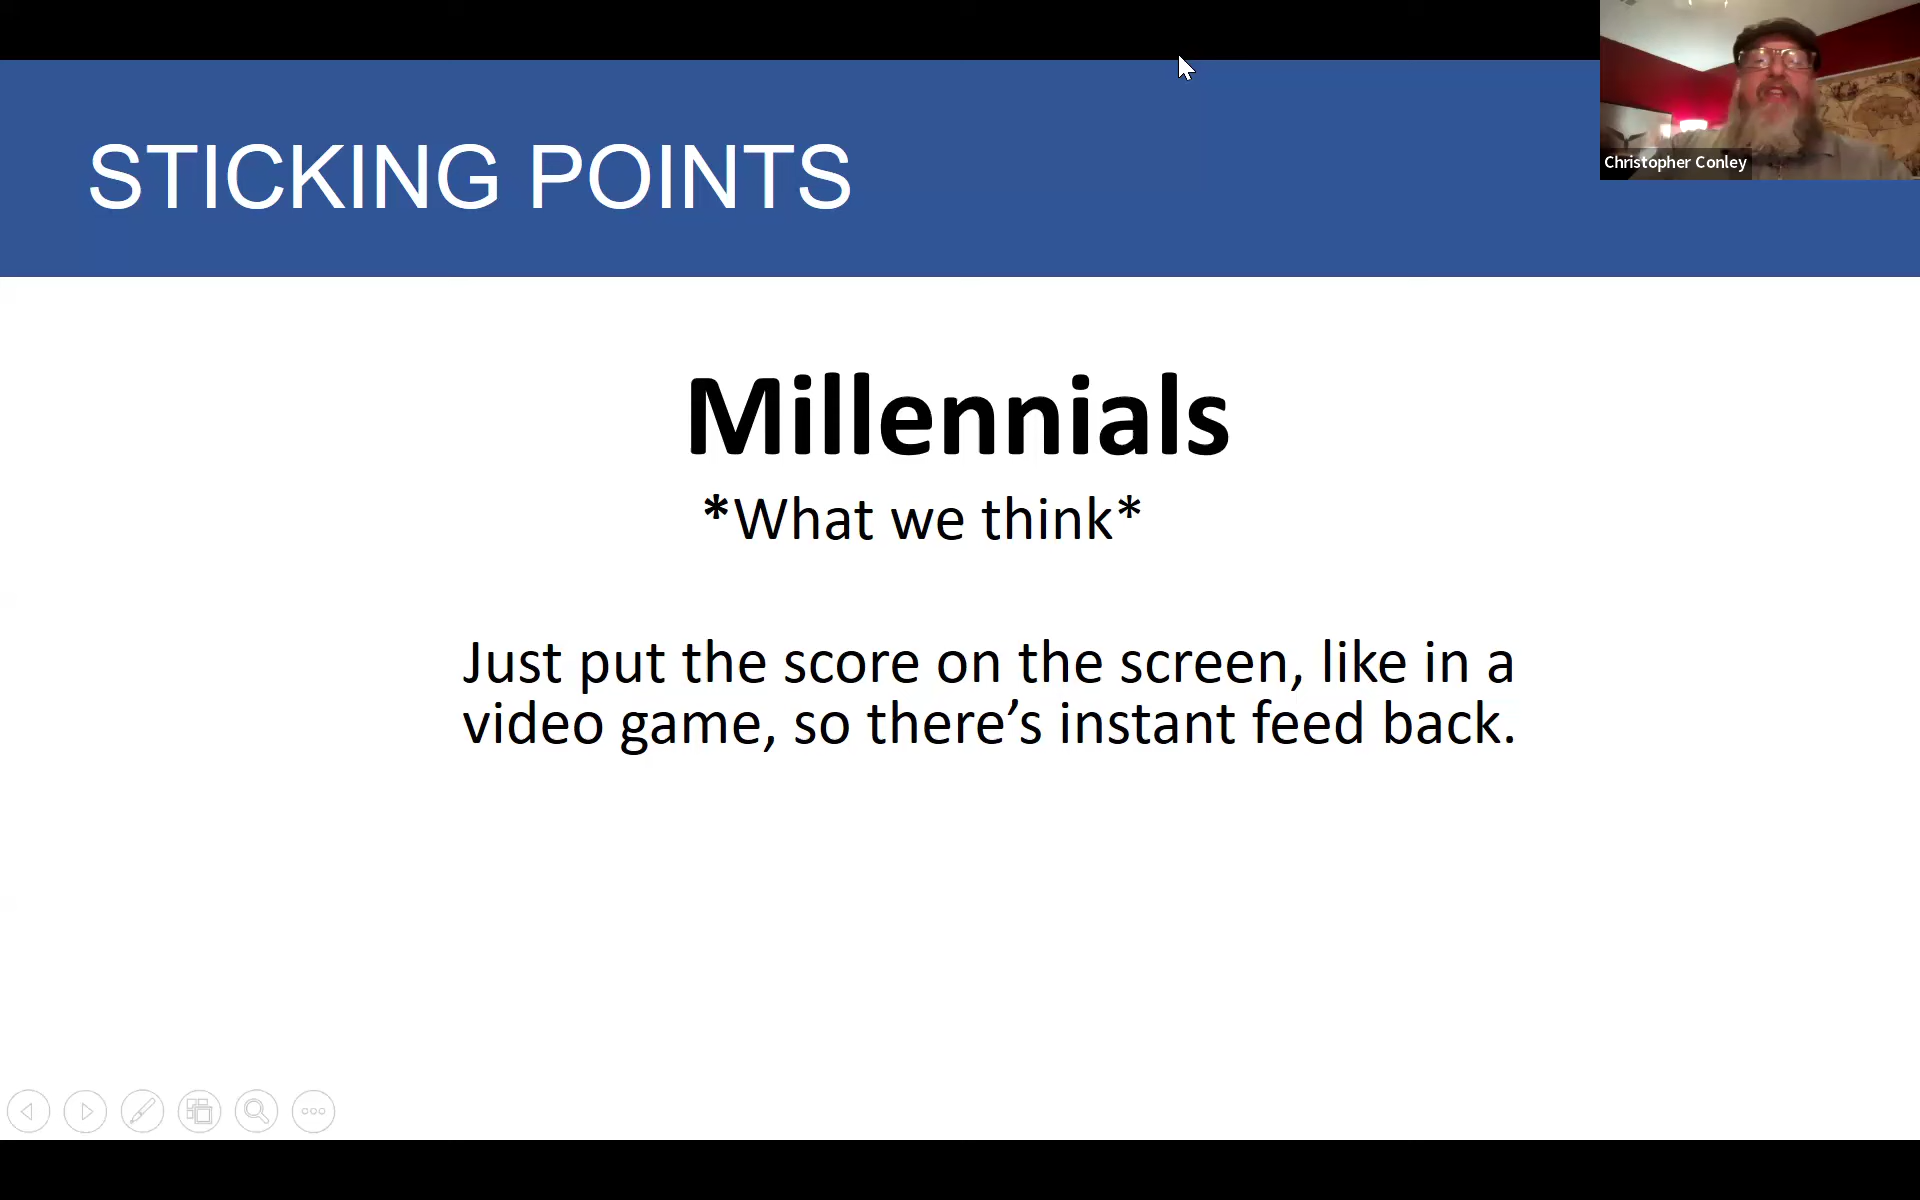 STICKING POINTS
Christopher Conley
Millennials
*What we think*
Just put the score on the screen, like in a
video game, so there’s instant feed back.